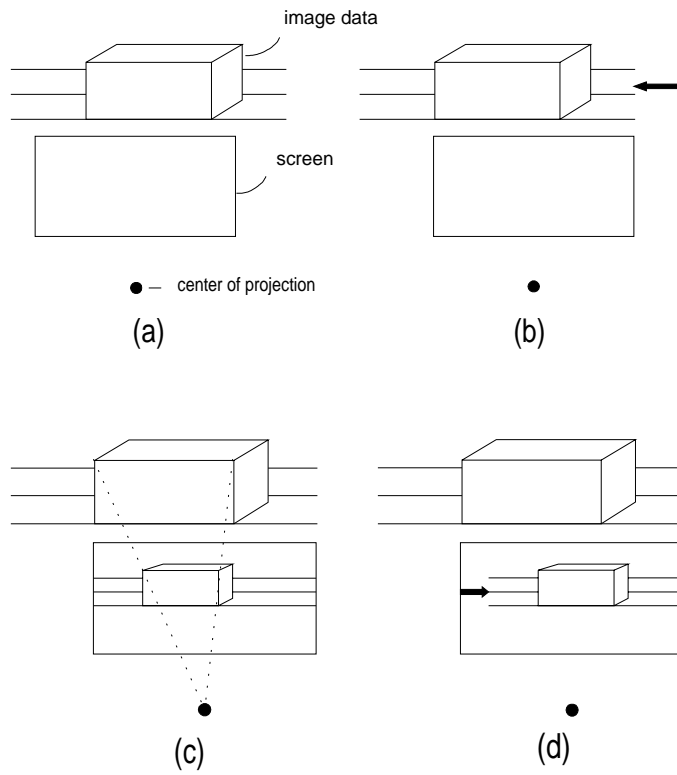 image data
screen
center of projection
(a)
(b)
(c)
(d)